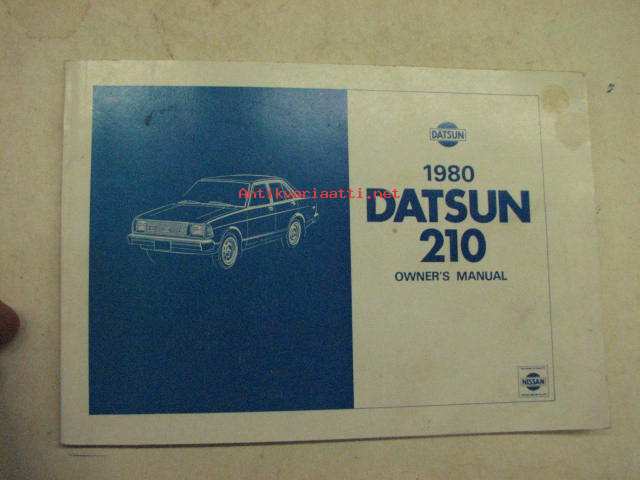 DATSUN
1980
DATSUN
210
OWNER'S MANUAL
NISSAN
Antikvariaatti.net